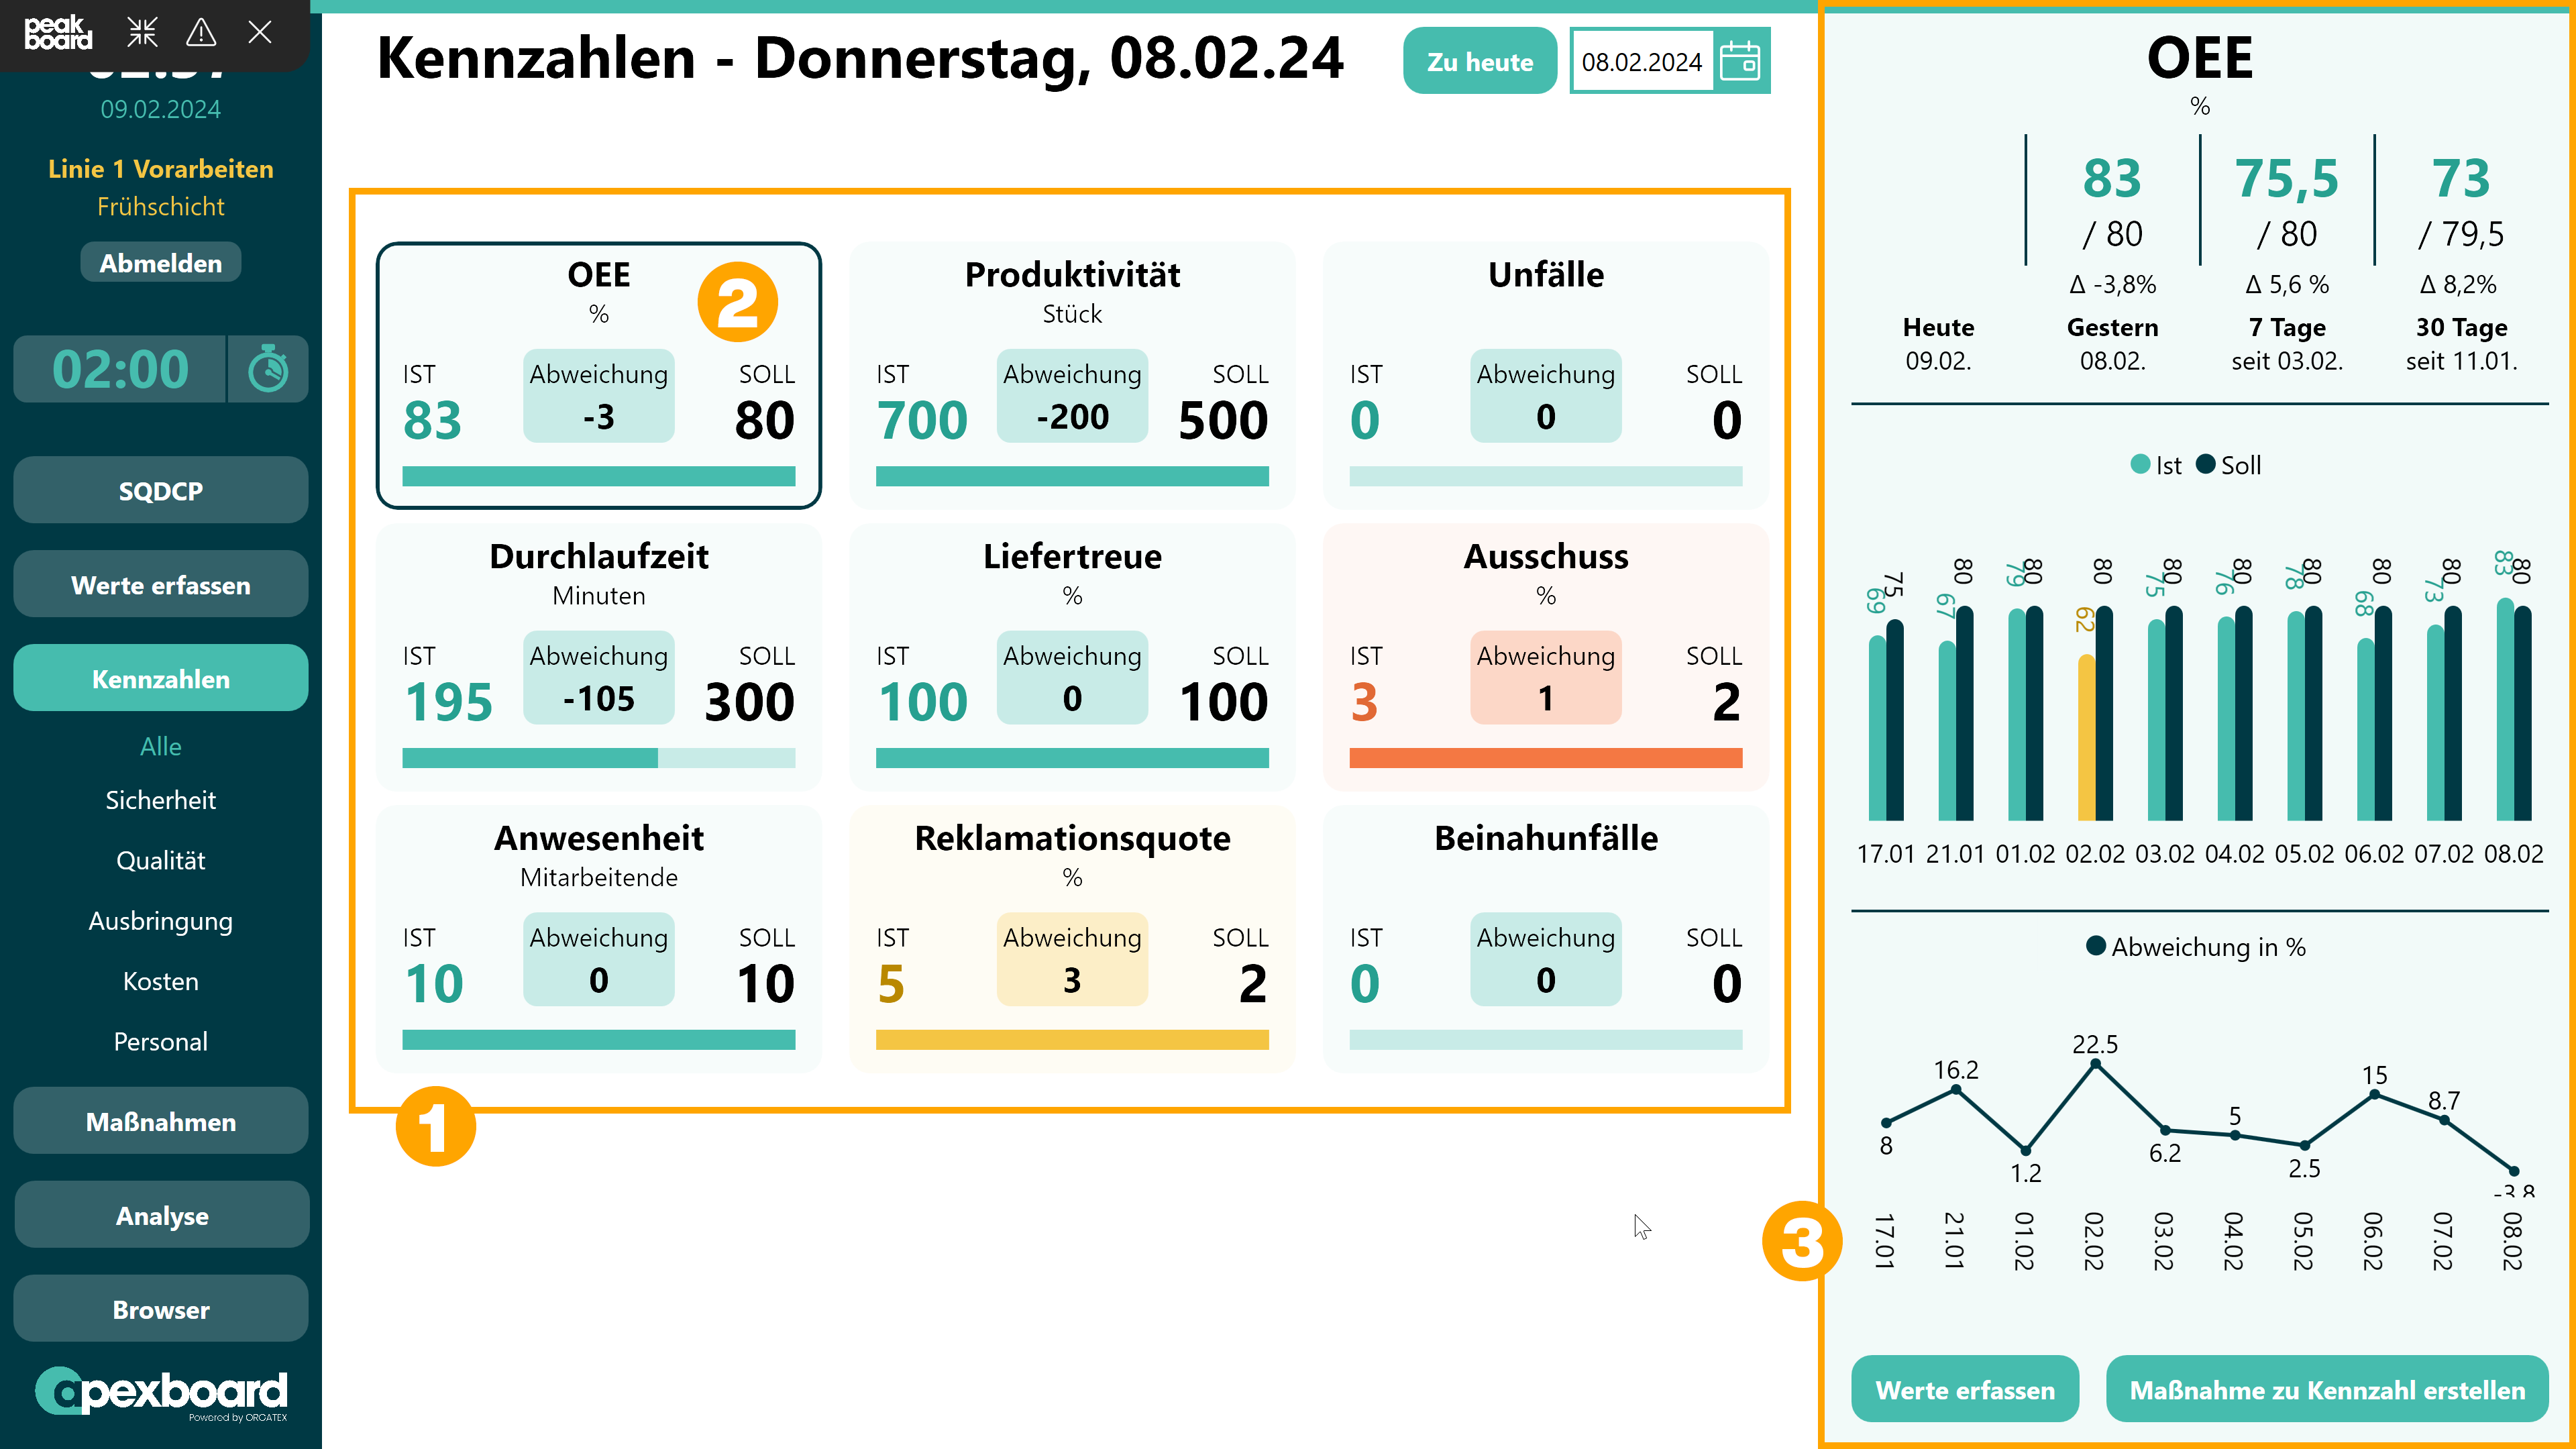 peak
board
09.02.2024
Linie 1 Vorarbeiten
Frühschicht
Abmelden
02:00
SQDCP
Werte erfassen
Kennzahlen
Alle
Sicherheit
Qualität
Ausbringung
Kosten
Personal
Maßnahmen
Analyse
Browser
apexboard
Powered by ORCATEX
Kennzahlen - Donnerstag, 08.02.24
Zu heute
08.02.2024
OEE
%
2
IST
Abweichung
SOLL
83
-3
80
Produktivität
Stück
IST
Abweichung
SOLL
700
-200
500
Unfälle
IST
Abweichung
SOLL
0
0
0
Durchlaufzeit
Minuten
IST
Abweichung
SOLL
195
-105
300
Liefertreue
%
IST
Abweichung
SOLL
100
0
100
Ausschuss
%
IST
Abweichung
SOLL
3
1
2
Anwesenheit
Mitarbeitende
IST
Abweichung
SOLL
10
0
10
Reklamationsquote
%
IST
Abweichung
SOLL
5
3
2
Beinahunfälle
IST
Abweichung
SOLL
0
0
0
1
3
OEE
%
83 75,5 73
/ 80 / 80 / 79,5
Δ -3,8% Δ 5,6 % Δ 8,2%
Heute Gestern 7 Tage 30 Tage
09.02. 08.02. seit 03.02. seit 11.01.
Ist Soll
69 75 67 80 79 80 62 80 75 80 76 80 78 80 68 80 73 80 83 80
17.01 21.01 01.02 02.02 03.02 04.02 05.02 06.02 07.02 08.02
Abweichung in %
8 16.2 1.2 22.5 6.2 5 2.5 15 8.7 -3.8
17.01 21.01 01.02 02.02 03.02 04.02 05.02 06.02 07.02 08.02
Werte erfassen
Maßnahme zu Kennzahl erstellen